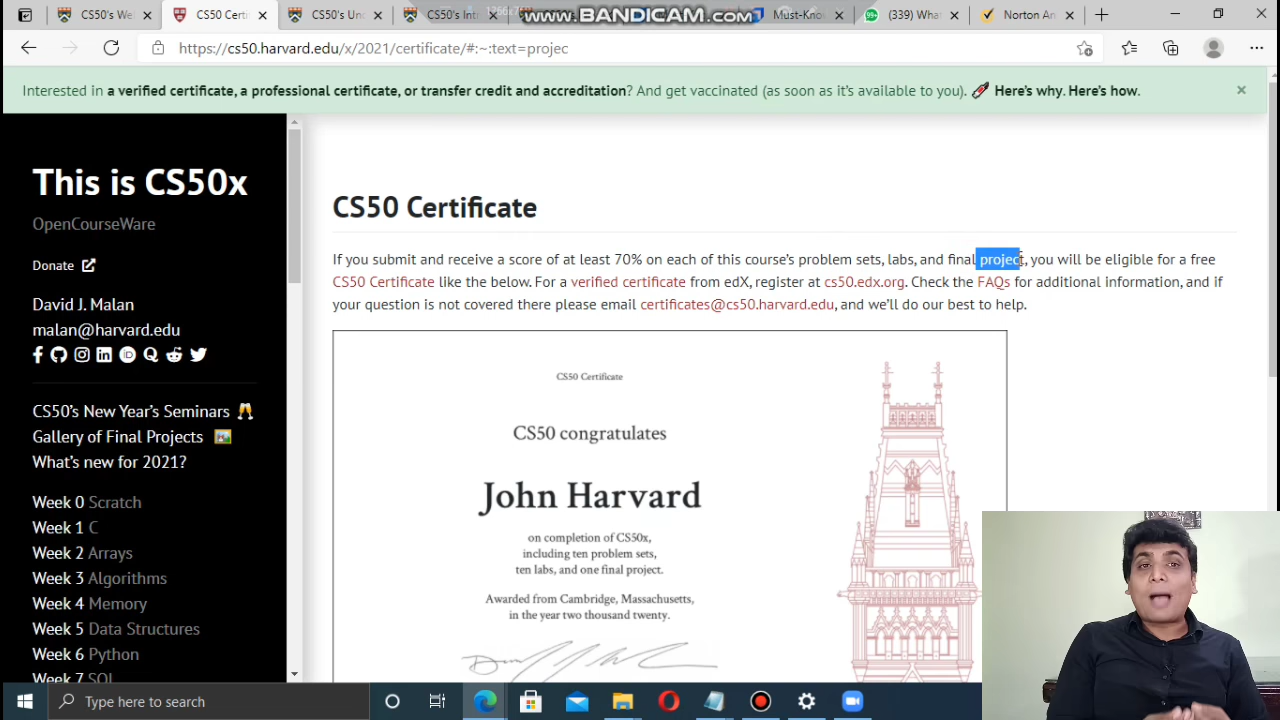 CS50's We
CS50 Certi
CS50's Un
CS50's Int
www.BANDICAM.com
Must-Kno
(339) Wha
Norton An
https://cs50.harvard.edu/x/2021/certificate/#:~:text=projec
Interested in a verified certificate, a professional certificate, or transfer credit and accreditation? And get vaccinated (as soon as it's available to you). Here's why. Here's how.
This is CS50x
OpenCourseWare
Donate
David J. Malan
malan@harvard.edu
CS50's New Year's Seminars
Gallery of Final Projects
What's new for 2021?
Week 0 Scratch
Week 1 C
Week 2 Arrays
Week 3 Algorithms
Week 4 Memory
Week 5 Data Structures
Week 6 Python
Week 7 SQL
CS50 Certificate
If you submit and receive a score of at least 70% on each of this course's problem sets, labs, and final project, you will be eligible for a free
CS50 Certificate like the below. For a verified certificate from edX, register at cs50.edx.org. Check the FAQs for additional information, and if
your question is not covered there please email certificates@cs50.harvard.edu, and we'll do our best to help.
CS50 Certificate
CS50 congratulates
John Harvard
on completion of CS50x,
including ten problem sets,
ten labs, and one final project.
Awarded from Cambridge, Massachusetts,
in the year two thousand twenty.
Type here to search